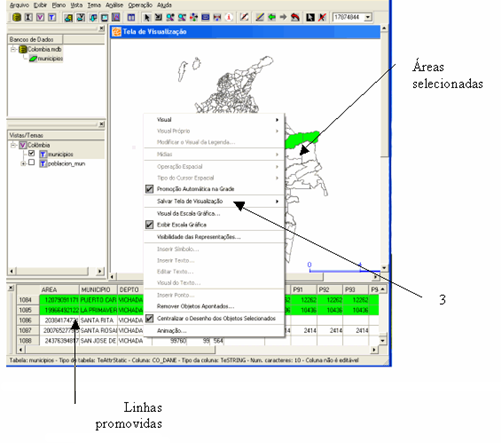 Arquivo Exibir Plano Vista Tema Análise Operação Ajuda
17874844
Bancos de Dados
Colombia.mdb
municipios
Vistas/Temas
Colômbia
municipios
poblacion_mun
Tela de Visualização
Áreas
selecionadas
Visual
Visual Próprio
Modificar o Visual da Legenda...
Mídias
Operação Espacial
Tipo do Cursor Espacial
Promoção Automática na Grade
Salvar Tela de Visualização
Visual da Escala Gráfica...
Exibir Escala Gráfica
Visibilidade das Representações...
Inserir Símbolo...
Inserir Texto...
Editar Texto...
Visual do Texto...
Inserir Ponto...
Remover Objetos Apontados...
Centralizar o Desenho dos Objetos Selecionados
Animação...
3
AREA MUNICIPIO DEPTO P91 P92 P93 P9
1084 12879091171 PUERTO CAR VICHADA 12262 12262 12262
1085 19966492122 LA PRIMAVER VICHADA 10436 10436 10436
1086 SANTA RITA VICHADA
1087 SANTA ROSA VICHADA 2414 2414 2414
1088 SAN JOSE DE VICHADA 99760 99 564
Tabela: municipios - Tipo de tabela: TeAttrStatic - Coluna: CO_DANE - Tipo da coluna: TeSTRING - Num. caracteres: 10 - Coluna não é editável
Linhas
promovidas